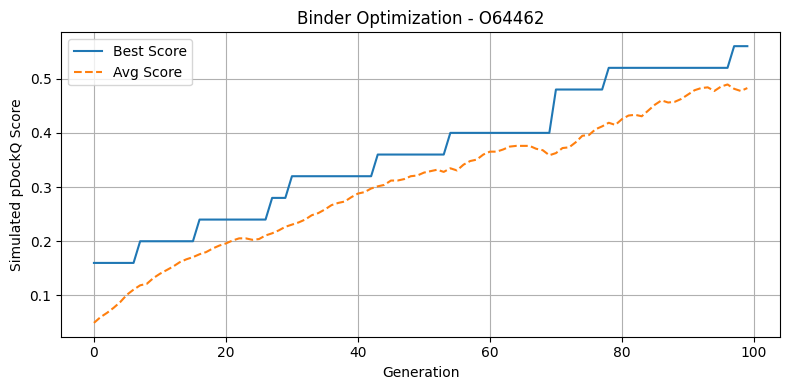 Binder Optimization - O64462
Best Score
Avg Score
Simulated pDockQ Score
0.5
0.4
0.3
0.2
0.1
0
20
40
60
80
100
Generation